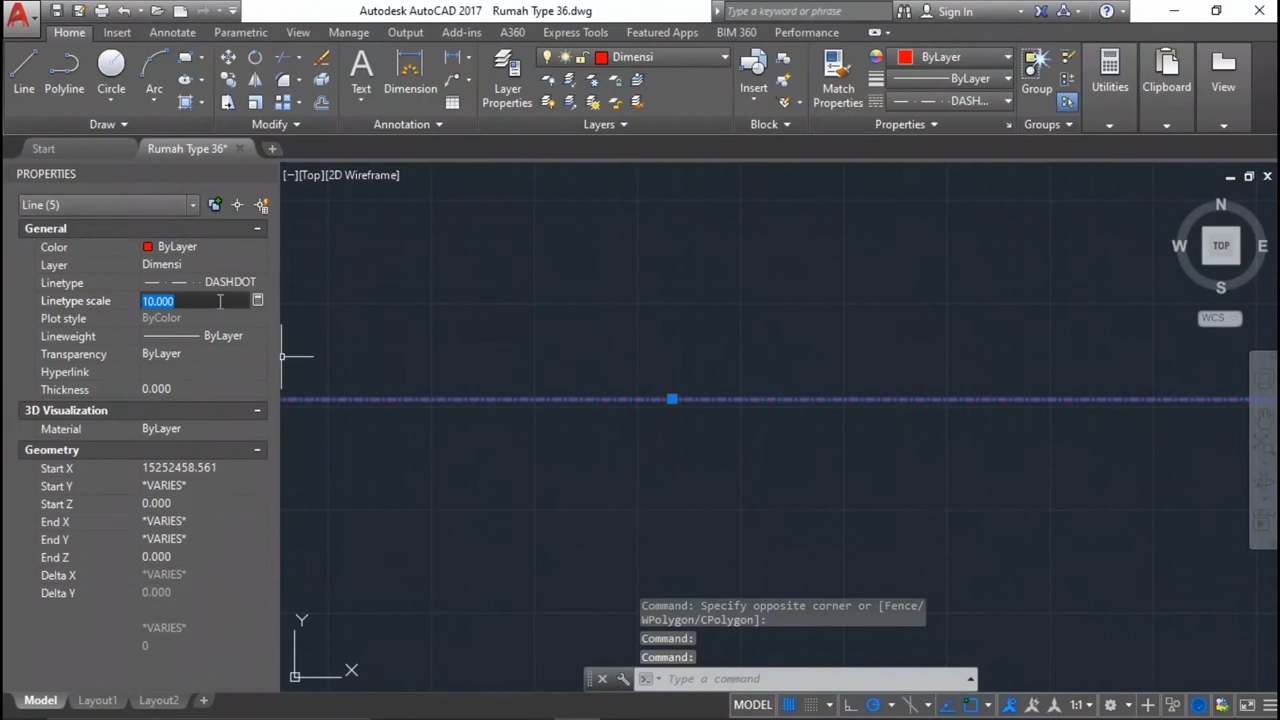 Autodesk AutoCAD 2017 Rumah Type 36.dwg
Type a keyword or phrase
Sign In
Home Insert Annotate Parametric View Manage Output Add-ins A360 Express Tools Featured Apps BIM 360 Performance
Dimensi
ByLayer
ByLayer
DASH...
Line Polyline Circle Arc Text Dimension Layer Properties Insert Match Properties Group Utilities Clipboard View
Draw Modify Annotation Layers Block Properties Groups
Start Rumah Type 36*
PROPERTIES
[−][Top][2D Wireframe]
Line (5)
General
Color ByLayer
Layer Dimensi
Linetype DASHDOT
Linetype scale 10.000
Plot style ByColor
Lineweight ByLayer
Transparency ByLayer
Hyperlink
Thickness 0.000
3D Visualization
Material ByLayer
Geometry
Start X 15252458.561
Start Y *VARIES*
Start Z 0.000
End X *VARIES*
End Y *VARIES*
End Z 0.000
Delta X *VARIES*
Delta Y 0.000
*VARIES*
0
N
W TOP E
S
WCS
Y
X
Command: Specify opposite corner or [Fence/
WPolygon/CPolygon]:
Command:
Command:
Type a command
Model Layout1 Layout2 +
MODEL 1:1